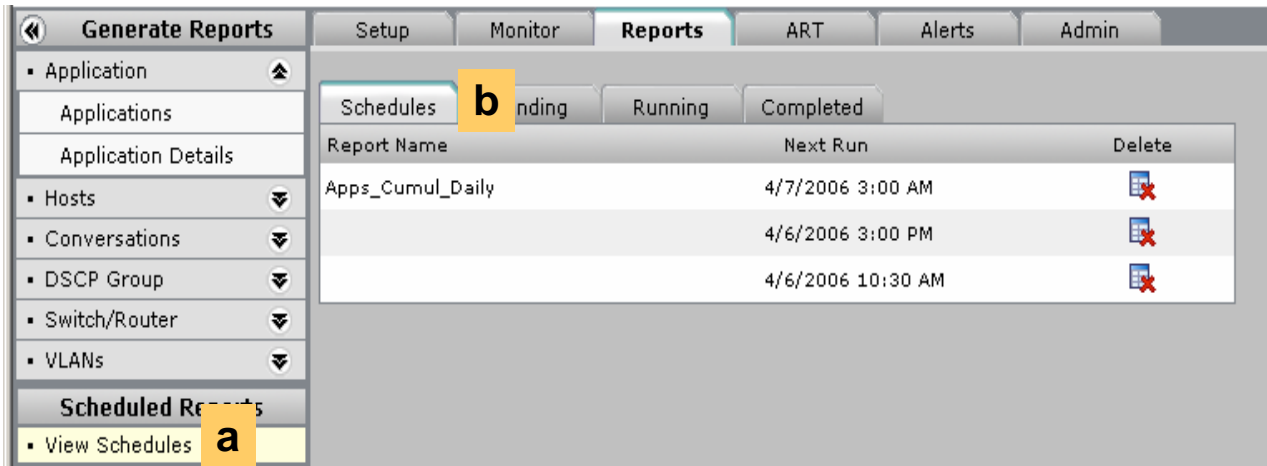 Generate Reports
Setup Monitor Reports ART Alerts Admin
Application
Applications
Application Details
Hosts
Conversations
DSCP Group
Switch/Router
VLANs
Scheduled
View Schedules
a
Schedules b Running Completed
Report Name Next Run Delete
Apps_Cumul_Daily 4/7/2006 3:00 AM
4/6/2006 3:00 PM
4/6/2006 10:30 AM